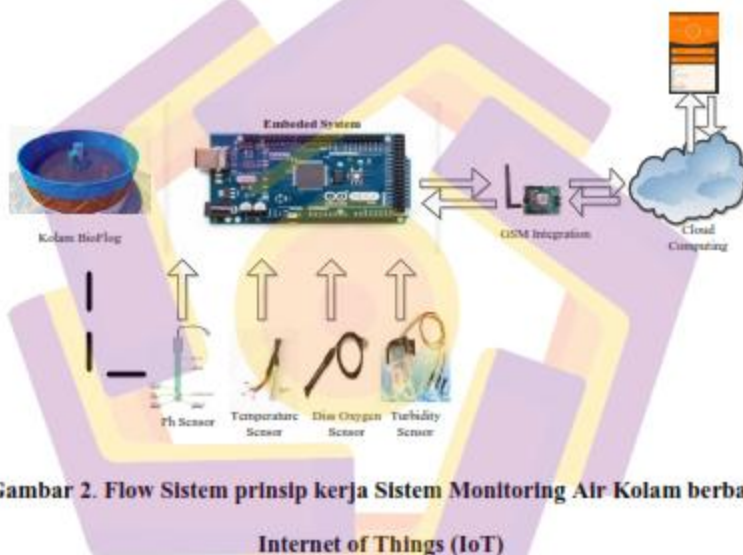 Embeded System
Kolam BioFlog
GSM Integration
Cloud
Computing
Ph Sensor
Temperature
Sensor
Diss Oxygen
Sensor
Turbidity
Sensor
Gambar 2. Flow Sistem prinsip kerja Sistem Monitoring Air Kolam berba
Internet of Things (IoT)